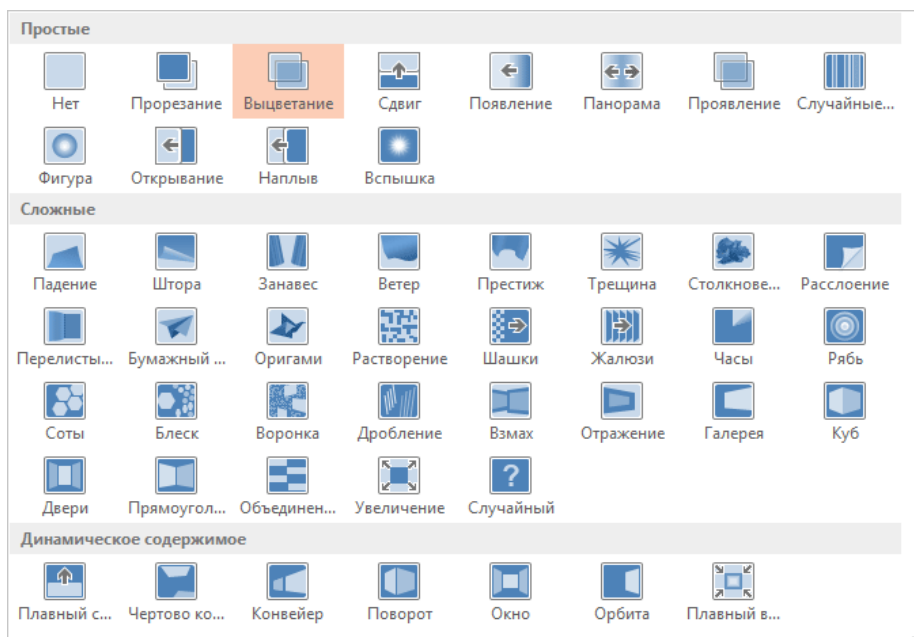 Простые
Нет Прорезание Выцветание Сдвиг Появление Панорама Проявление Случайные...
Фигура Открывание Наплыв Вспышка
Сложные
Падение Штора Занавес Ветер Престиж Трещина Столкнове... Расслоение
Перелисты... Бумажный ... Оригами Растворение Шашки Жалюзи Часы Рябь
Соты Блеск Воронка Дробление Взмах Отражение Галерея Куб
Двери Прямоугол... Объединен... Увеличение Случайный
Динамическое содержимое
Плавный с... Чертово ко... Конвейер Поворот Окно Орбита Плавный в...